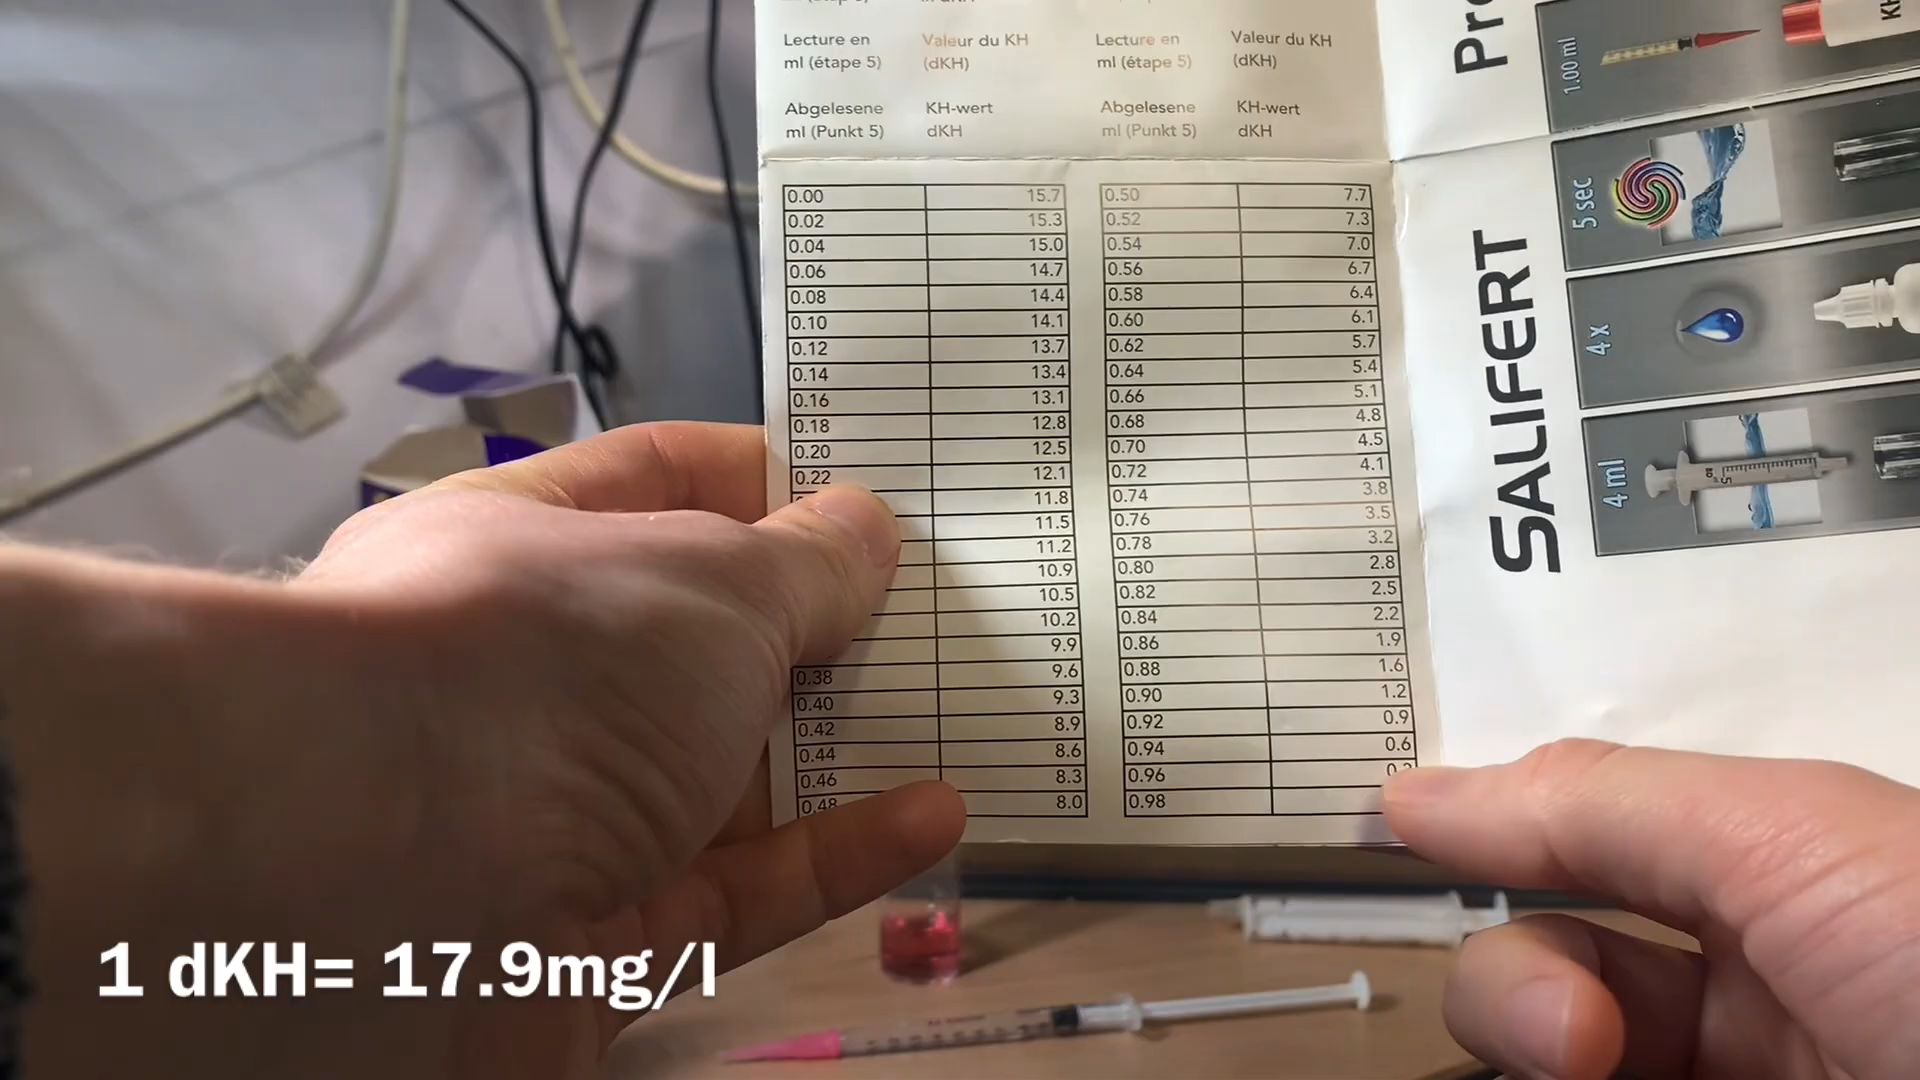 Lecture en Valeur du KH Lecture en Valeur du KH
ml (étape 5) (dKH) ml (étape 5) (dKH)
Abgelesene KH-wert Abgelesene KH-wert
ml (Punkt 5) dKH ml (Punkt 5) dKH
0.00 15.7 0.50 7.7
0.02 15.3 0.52 7.3
0.04 15.0 0.54 7.0
0.06 14.7 0.56 6.7
0.08 14.4 0.58 6.4
0.10 14.1 0.60 6.1
0.12 13.7 0.62 5.7
0.14 13.4 0.64 5.4
0.16 13.1 0.66 5.1
0.18 12.8 0.68 4.8
0.20 12.5 0.70 4.5
0.22 12.1 0.72 4.1
11.8 0.74 3.8
11.5 0.76 3.5
11.2 0.78 3.2
10.9 0.80 2.8
10.5 0.82 2.5
10.2 0.84 2.2
9.9 0.86 1.9
0.38 9.6 0.88 1.6
0.40 9.3 0.90 1.2
0.42 8.9 0.92 0.9
0.44 8.6 0.94 0.6
0.46 8.3 0.96
0.48 8.0 0.98
SALIFERT
Pro
1.00 ml
KH
5 sec
4 x
4 ml
1 dKH= 17.9mg/l